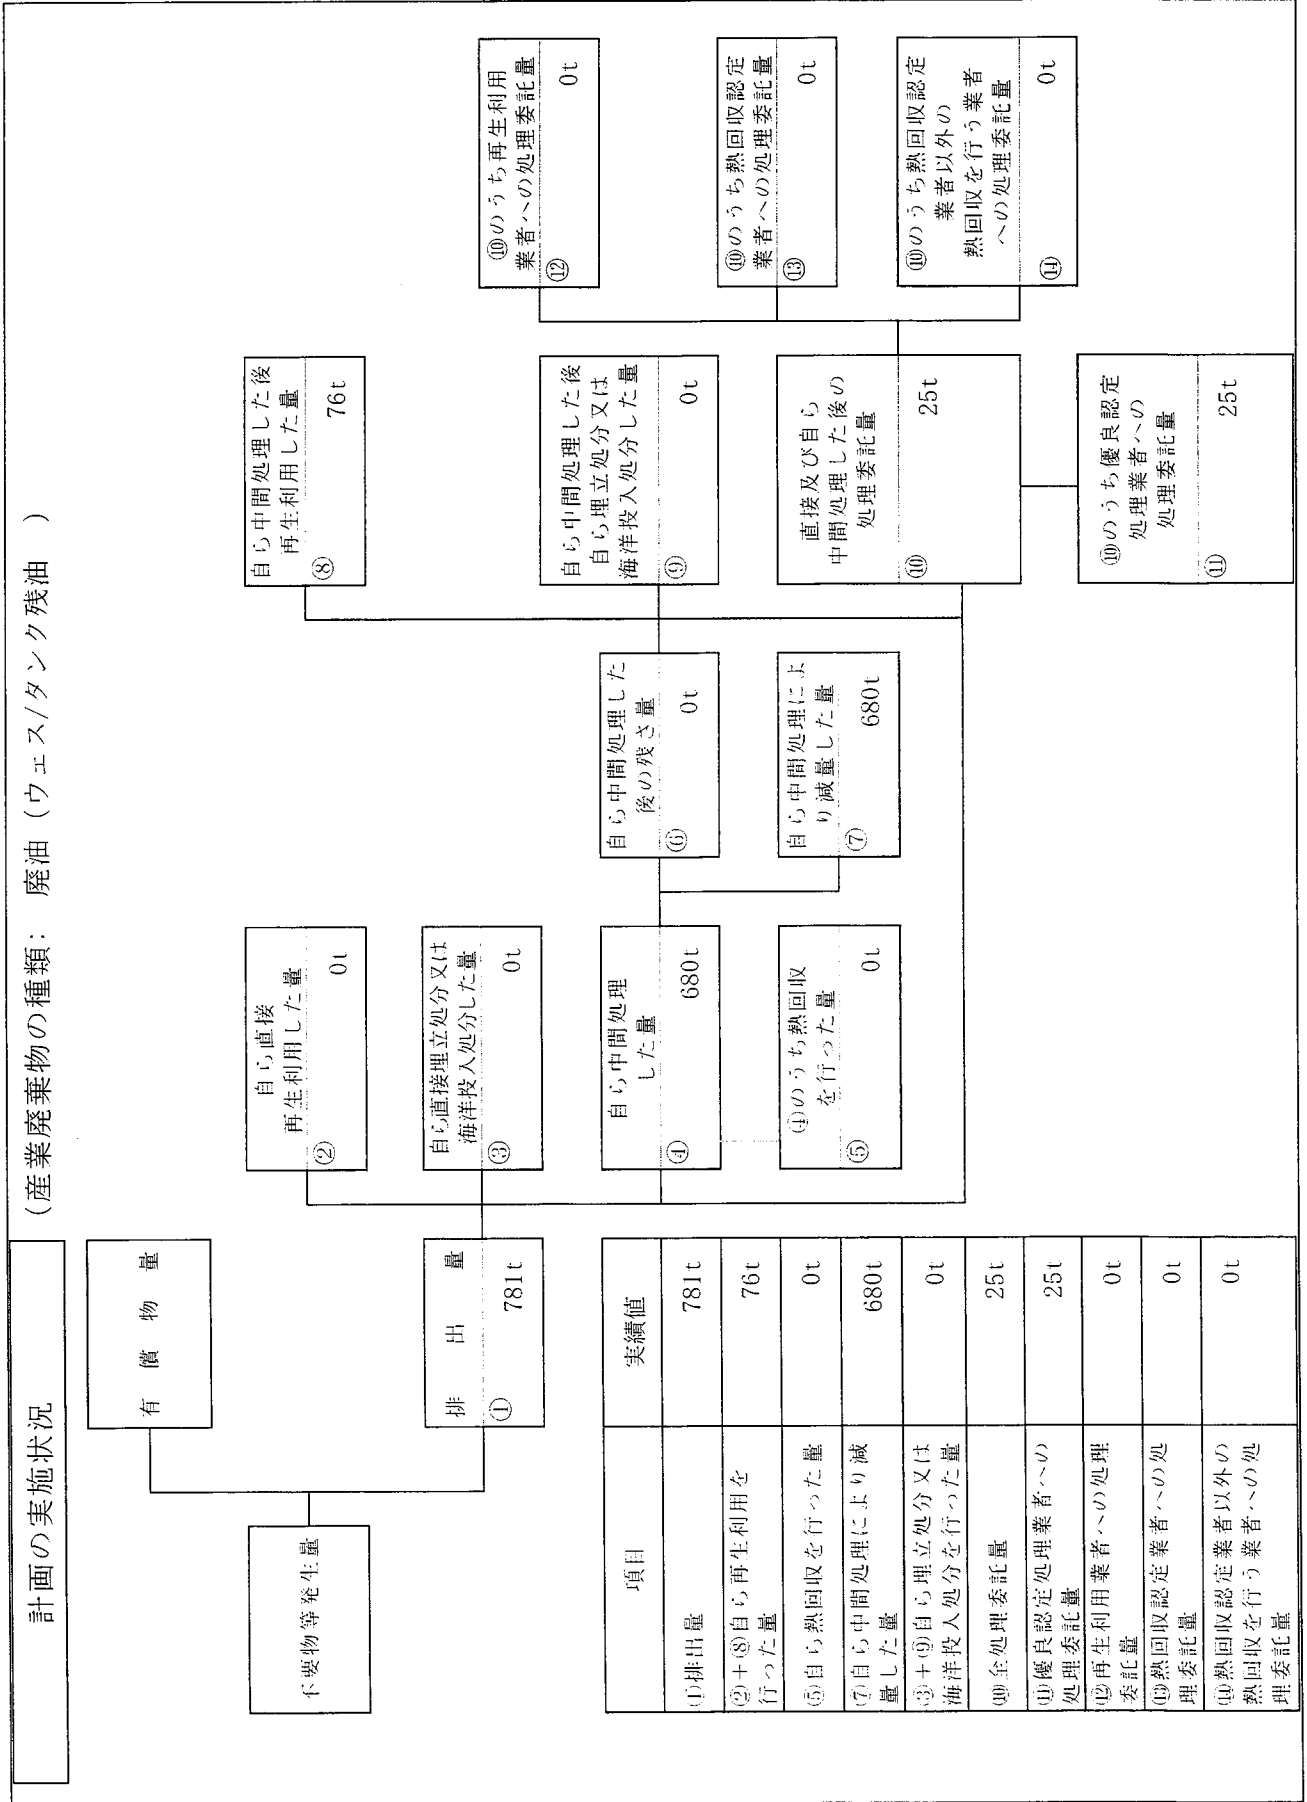 計画の実施状況
(産業廃棄物の種類: 廃油 (ウェス/タンク残油 )
不要物等発生量
有償物量
排出量
① 781t
自ら直接
再生利用した量
② 0t
自ら直接埋立処分又は
海洋投入処分した量
③ 0t
自ら中間処理
した量
④ 680t
④のうち熱回収
を行った量
⑤ 0t
自ら中間処理した
後の残さ量
⑥ 0t
自ら中間処理によ
り減量した量
⑦ 680t
自ら中間処理した後
再生利用した量
⑧ 76t
自ら中間処理した後
自ら埋立処分又は
海洋投入処分した量
⑨ 0t
直接及び自ら
中間処理した後の
処理委託量
⑩ 25t
⑩のうち優良認定
処理業者への
処理委託量
⑪ 25t
⑩のうち再生利用
業者への処理委託量
⑫ 0t
⑩のうち熱回収認定
業者への処理委託量
⑬ 0t
⑩のうち熱回収認定
業者以外の
熱回収を行う業者
への処理委託量
⑭ 0t
項目 実績値
①排出量 781t
②+⑧自ら再生利用を
行った量 76t
⑤自ら熱回収を行った量 0t
⑦自ら中間処理により減
量した量 680t
③+⑨自ら埋立処分又は
海洋投入処分を行った量 0t
⑩全処理委託量 25t
⑪優良認定処理業者への
処理委託量 25t
⑫再生利用業者への処理
委託量 0t
⑬熱回収認定業者への処
理委託量 0t
⑭熱回収認定業者以外の
熱回収を行う業者への処
理委託量 0t